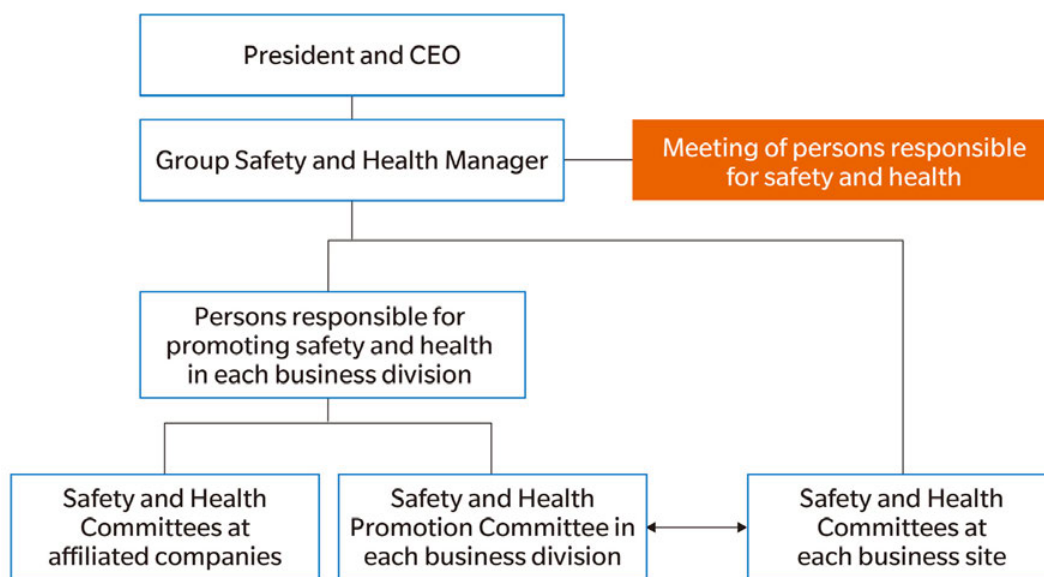 President and CEO
Group Safety and Health Manager
Meeting of persons responsible
for safety and health
Persons responsible for
promoting safety and health
in each business division
Safety and Health
Committees at
affiliated companies
Safety and Health
Promotion Committee in
each business division
Safety and Health
Committees at
each business site